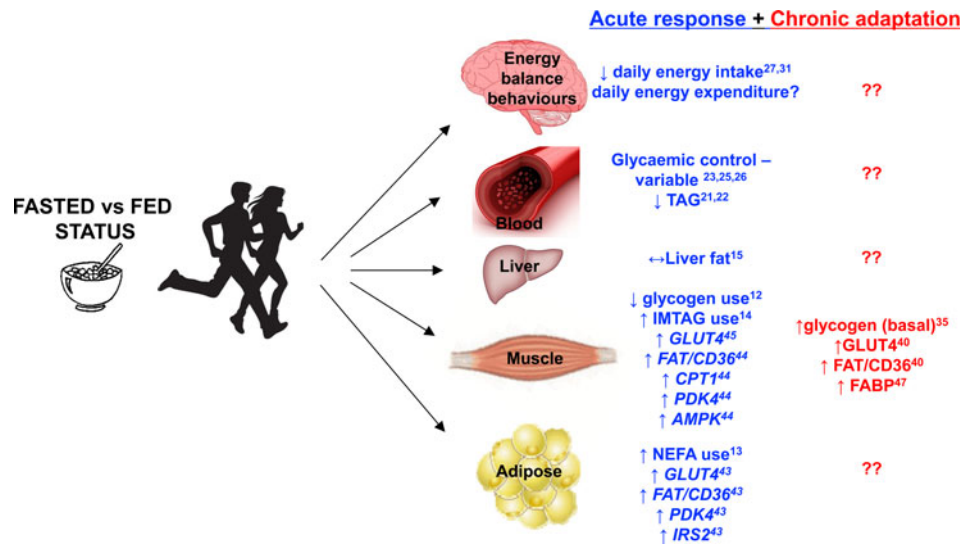 Acute response + Chronic adaptation
Energy
balance
behaviours
↓ daily energy intake27,31
daily energy expenditure?
??
FASTED vs FED
STATUS
Blood
Glycaemic control –
variable 23,25,26
↓ TAG21,22
??
Liver
↔Liver fat15
??
Muscle
↓ glycogen use12
↑ IMTAG use14
↑ GLUT445
↑ FAT/CD3644
↑ CPT144
↑ PDK444
↑ AMPK44
↑glycogen (basal)35
↑GLUT440
↑ FAT/CD3640
↑ FABP47
Adipose
↑ NEFA use13
↑ GLUT443
↑ FAT/CD3643
↑ PDK443
↑ IRS243
??